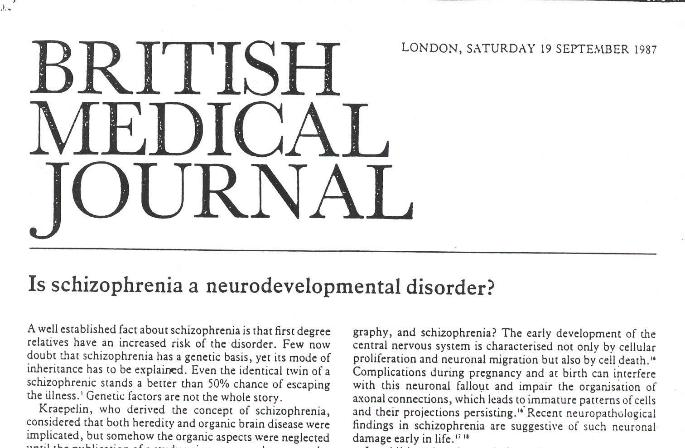 BRITISH
MEDICAL
JOURNAL
LONDON, SATURDAY 19 SEPTEMBER 1987
Is schizophrenia a neurodevelopmental disorder?
A well established fact about schizophrenia is that first degree
relatives have an increased risk of the disorder. Few now
doubt that schizophrenia has a genetic basis, yet its mode of
inheritance has to be explained. Even the identical twin of a
schizophrenic stands a better than 50% chance of escaping
the illness.¹ Genetic factors are not the whole story.
Kraepelin, who derived the concept of schizophrenia,
considered that both heredity and organic brain disease were
implicated, but somehow the organic aspects were neglected
graphy, and schizophrenia? The early development of the
central nervous system is characterised not only by cellular
proliferation and neuronal migration but also by cell death.¹⁶
Complications during pregnancy and at birth can interfere
with this neuronal fallout and impair the organisation of
axonal connections, which leads to immature patterns of cells
and their projections persisting.¹⁶ Recent neuropathological
findings in schizophrenia are suggestive of such neuronal
damage early in life.¹⁷ ¹⁸